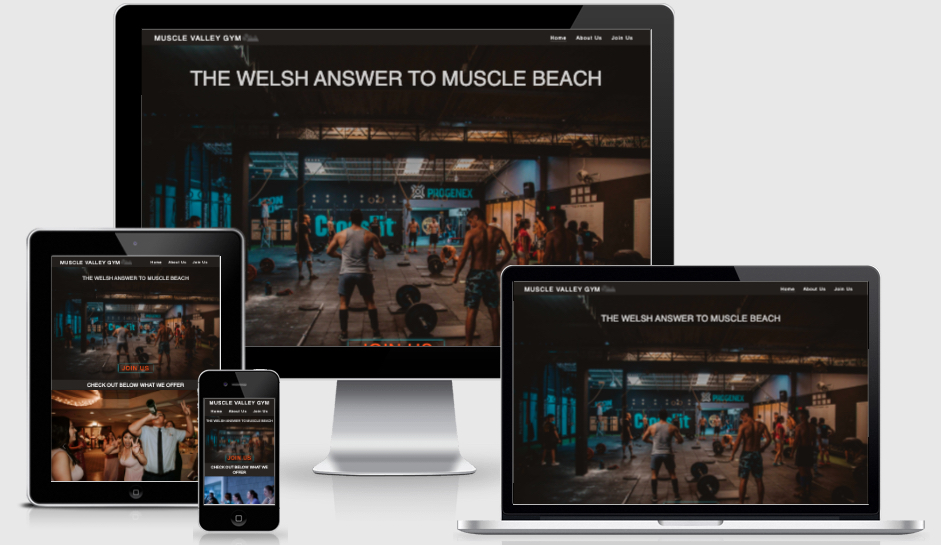 MUSCLE VALLEY GYM
Home About Us Join Us
THE WELSH ANSWER TO MUSCLE BEACH
PROGENEX
CrossFit
JOIN US
MUSCLE VALLEY GYM
Home About Us Join Us
THE WELSH ANSWER TO MUSCLE BEACH
JOIN US
CHECK OUT BELOW WHAT WE OFFER
MUSCLE VALLEY GYM
Home About Us Join Us
THE WELSH ANSWER TO MUSCLE BEACH
JOIN US
CHECK OUT BELOW WHAT WE
OFFER
MUSCLE VALLEY GYM
Home About Us Join Us
THE WELSH ANSWER TO MUSCLE BEACH
PROGENEX
CrossFit